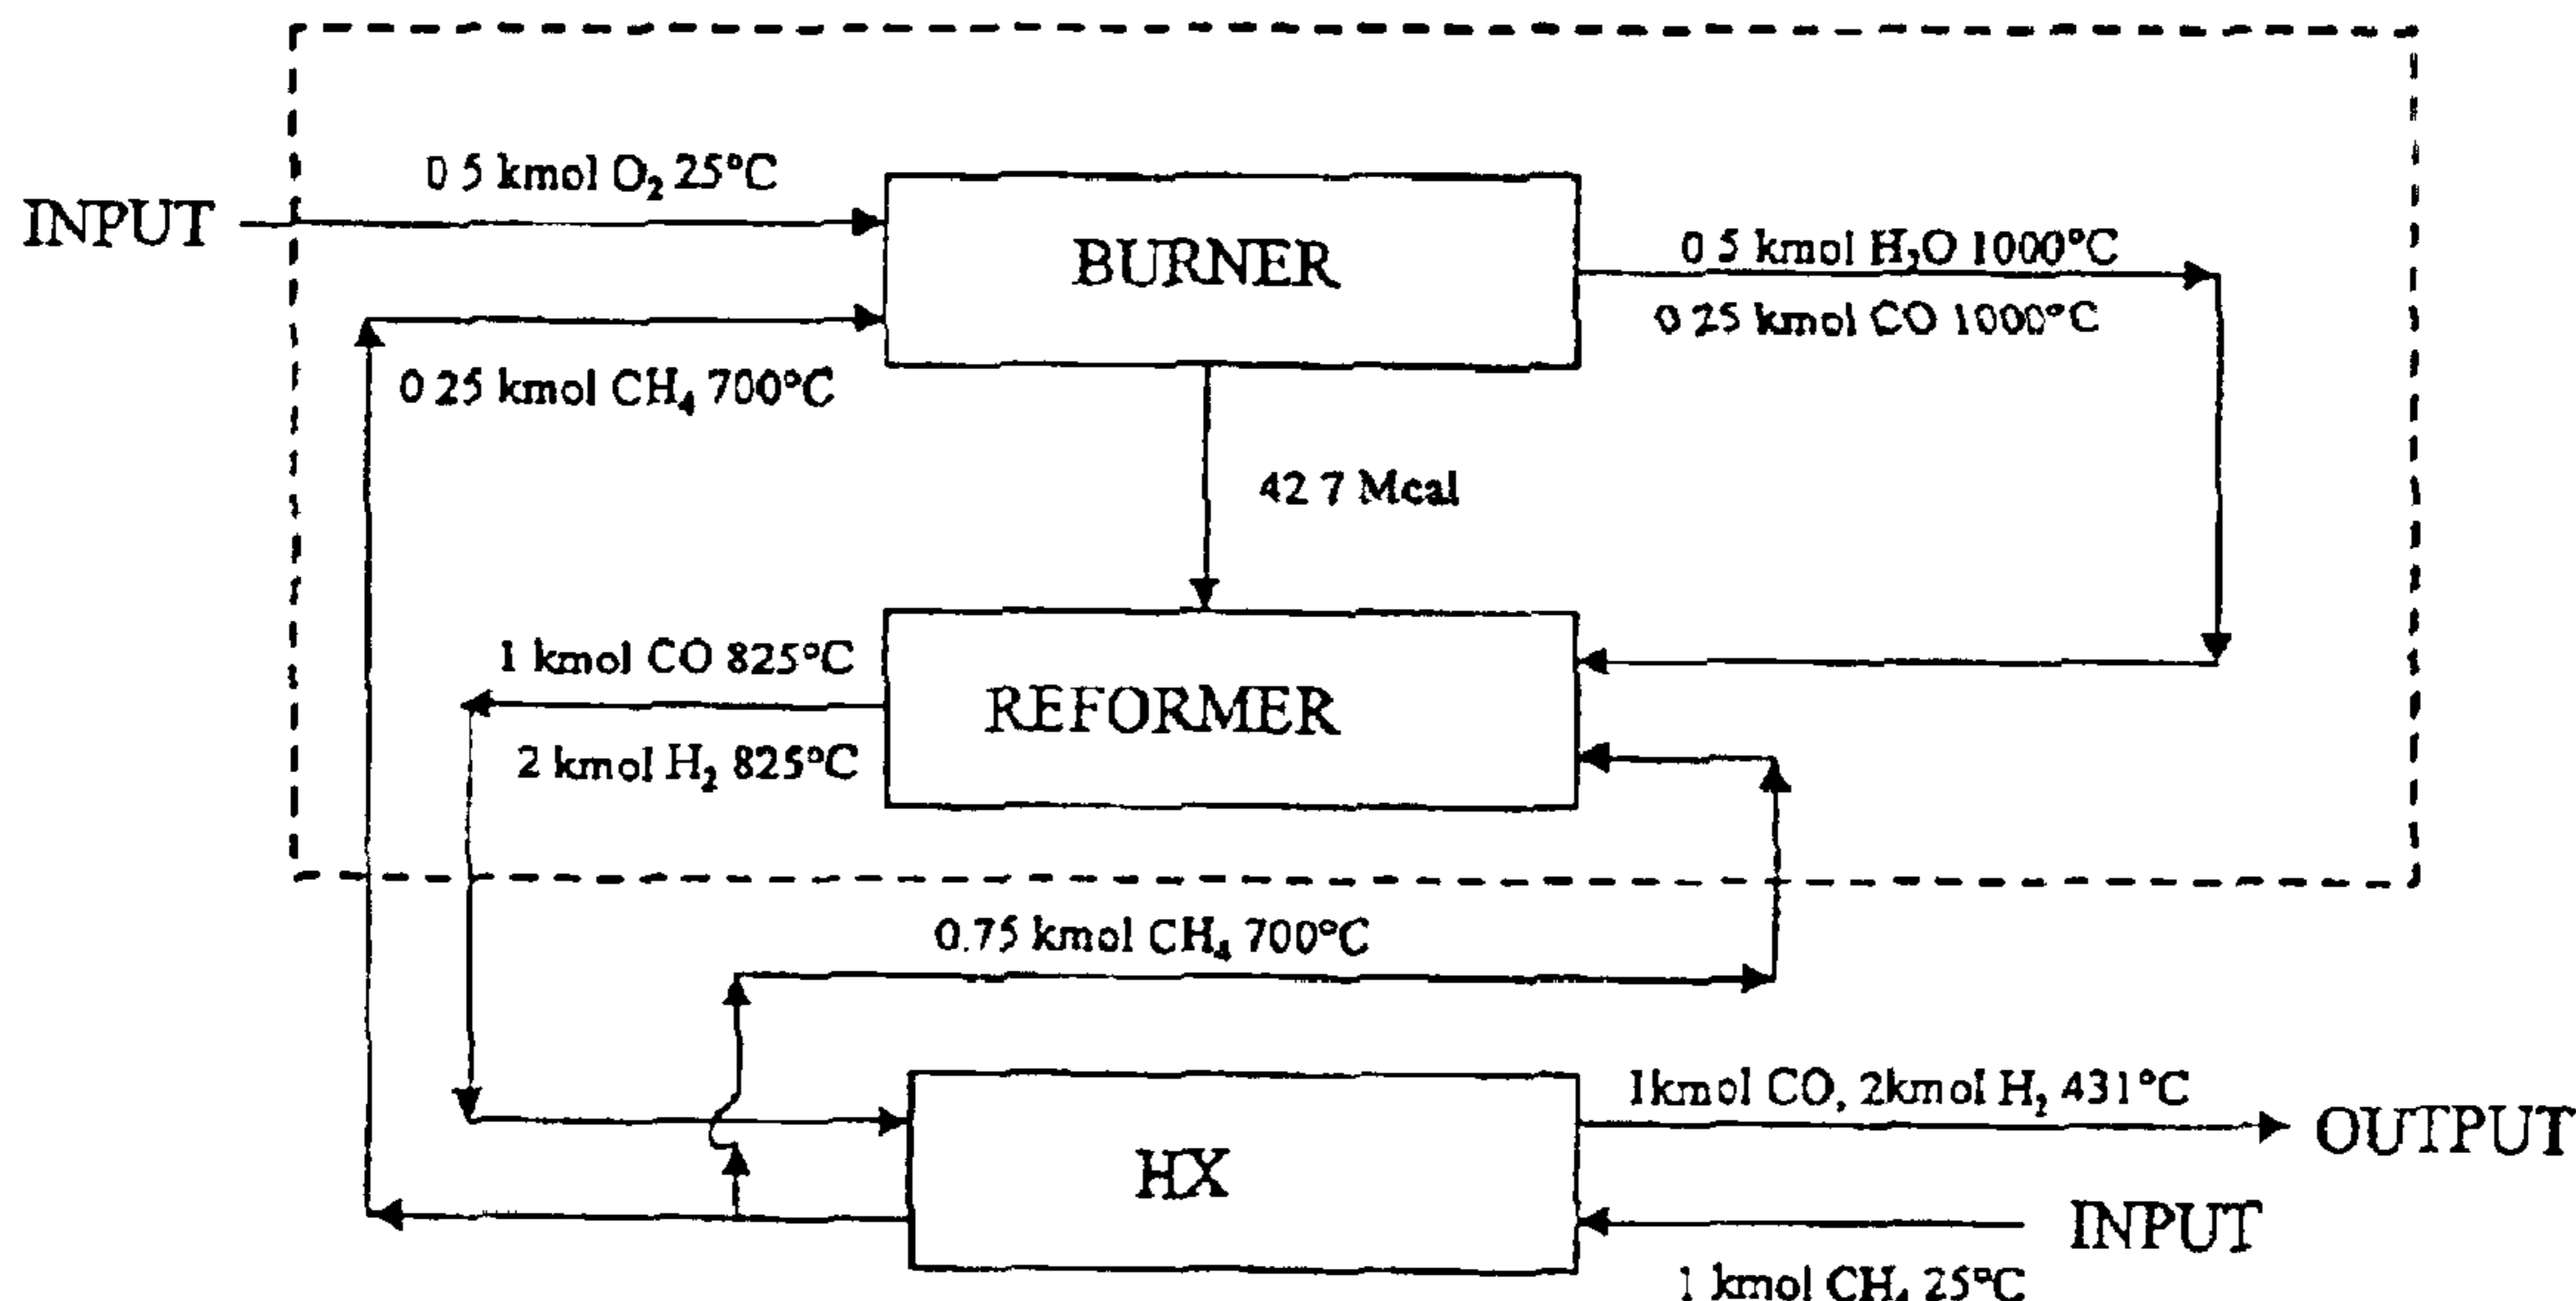 0 5 kmol O₂ 25°C
INPUT
BURNER
0 5 kmol H₂O 1000°C
0 25 kmol CO 1000°C
0 25 kmol CH₄ 700°C
42 7 Mcal
1 kmol CO 825°C
REFORMER
2 kmol H₂ 825°C
0.75 kmol CH₄ 700°C
1kmol CO, 2kmol H₂ 431°C
OUTPUT
HX
INPUT
1 kmol CH₄ 25°C